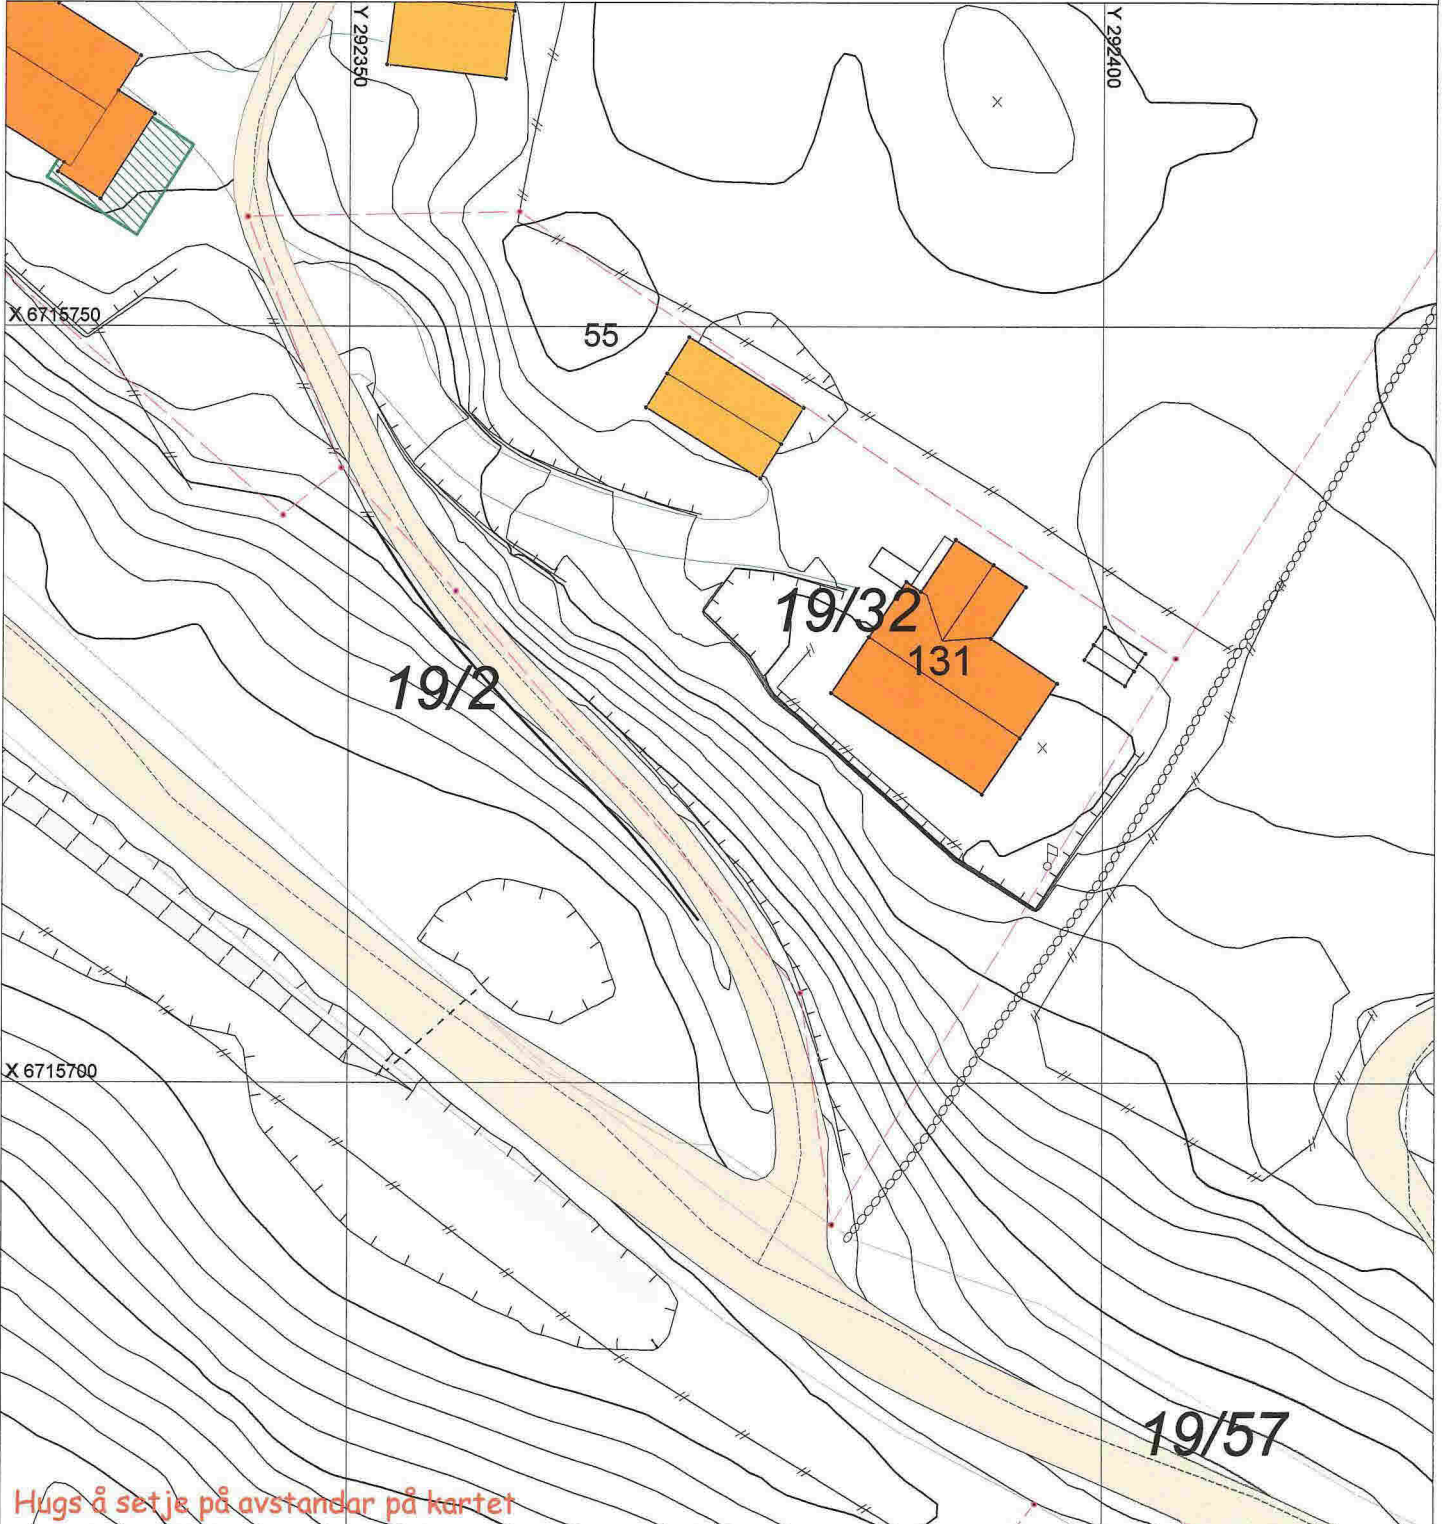 Y 292350
Y 292400
X 6715750
55
19/32
131
19/2
X 6715700
19/57
Hugs å setje på avstandar på kartet